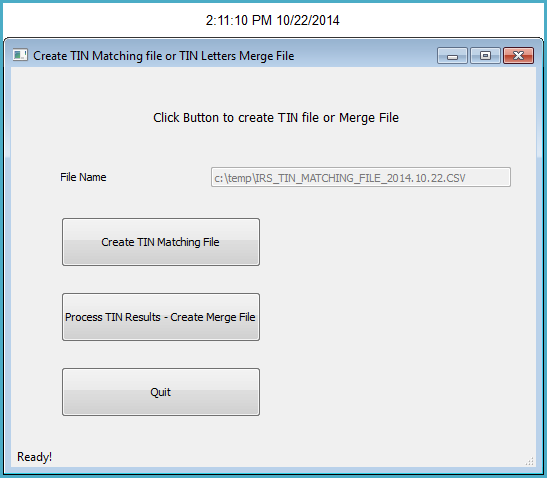 2:11:10 PM 10/22/2014
Create TIN Matching file or TIN Letters Merge File
Click Button to create TIN file or Merge File
File Name c:\temp\IRS_TIN_MATCHING_FILE_2014.10.22.CSV
Create TIN Matching File
Process TIN Results - Create Merge File
Quit
Ready!